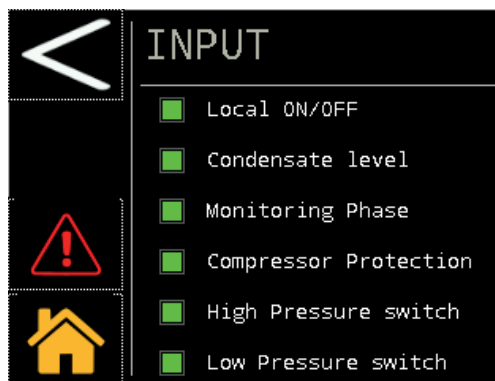 INPUT
Local ON/OFF
Condensate level
Monitoring Phase
Compressor Protection
High Pressure switch
Low Pressure switch